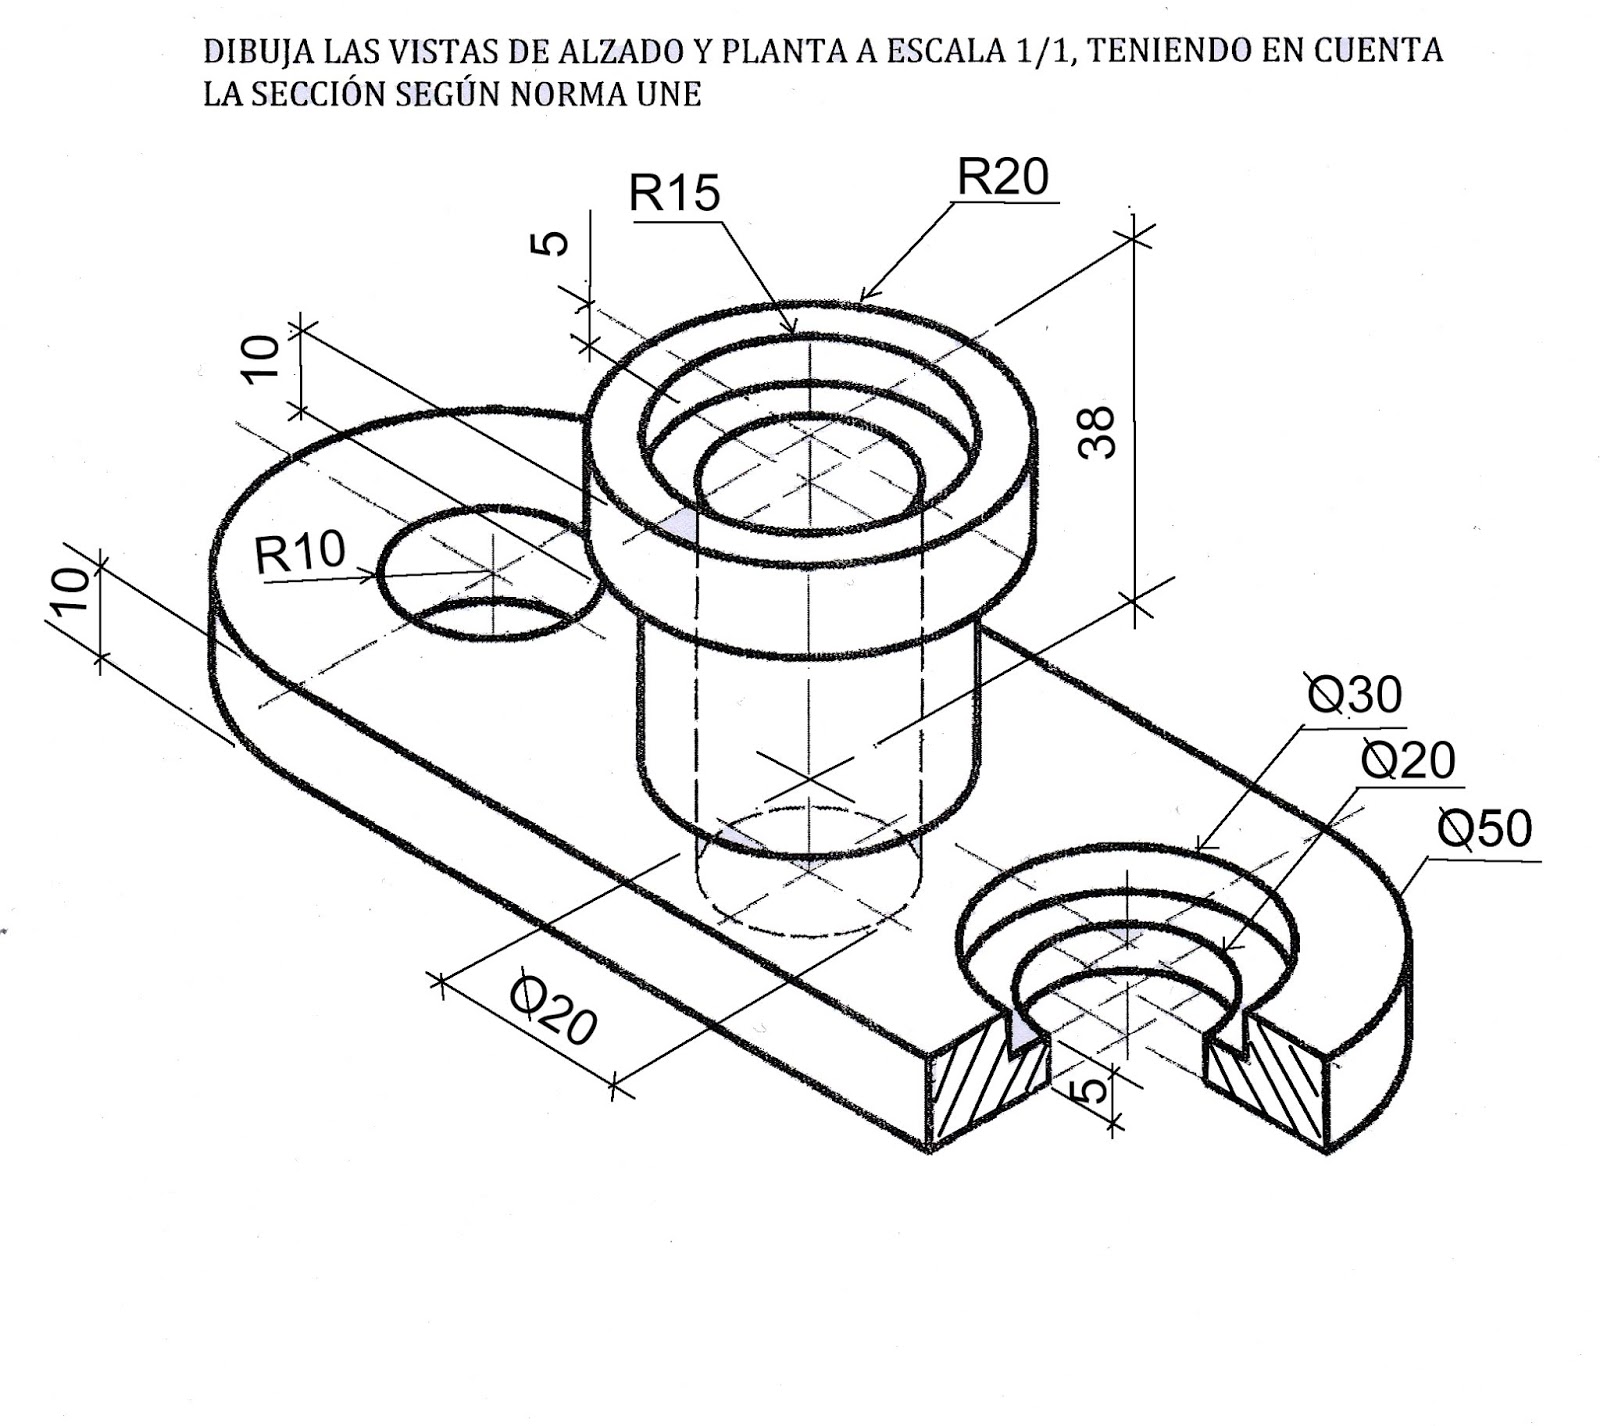 DIBUJA LAS VISTAS DE ALZADO Y PLANTA A ESCALA 1/1, TENIENDO EN CUENTA
LA SECCIÓN SEGÚN NORMA UNE
R15
R20
5
10
38
R10
10
Ø30
Ø20
Ø50
Ø20
5